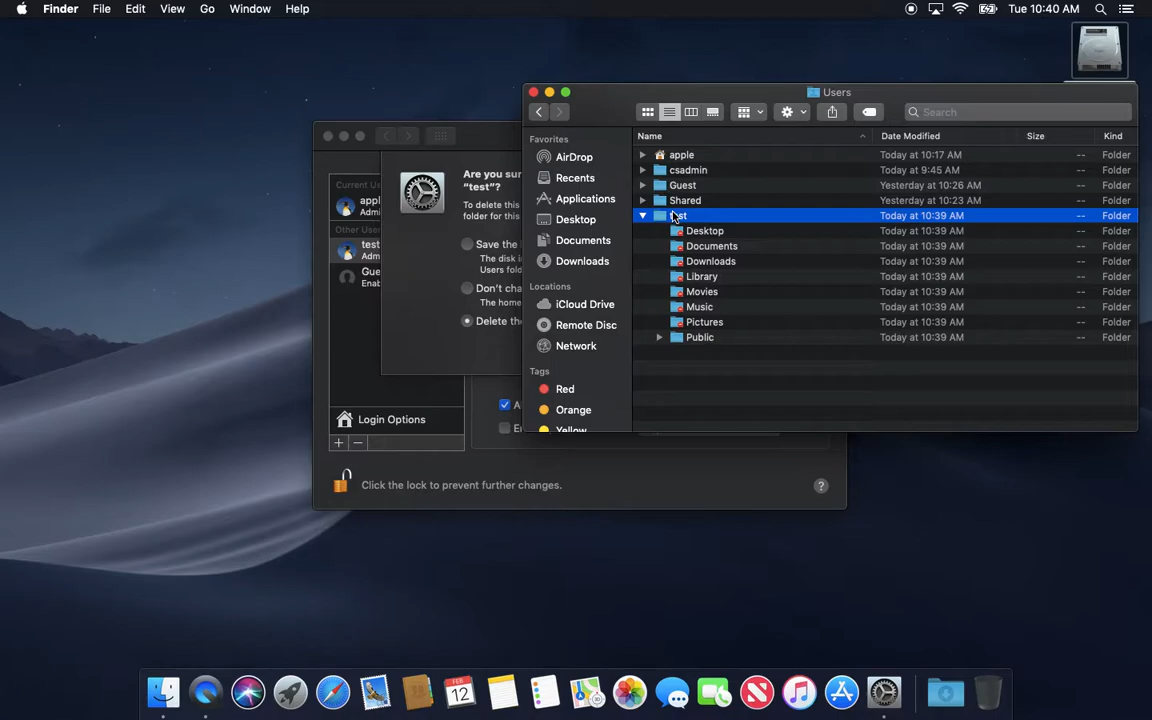 Finder File Edit View Go Window Help Tue 10:40 AM
Users
Search
Favorites
AirDrop
Recents
Applications
Desktop
Documents
Downloads
Locations
iCloud Drive
Remote Disc
Network
Tags
Red
Orange
Yellow
Name Date Modified Size Kind
apple Today at 10:17 AM -- Folder
csadmin Today at 9:45 AM -- Folder
Guest Yesterday at 10:26 AM -- Folder
Shared Yesterday at 10:23 AM -- Folder
test Today at 10:39 AM -- Folder
Desktop Today at 10:39 AM -- Folder
Documents Today at 10:39 AM -- Folder
Downloads Today at 10:39 AM -- Folder
Library Today at 10:39 AM -- Folder
Movies Today at 10:39 AM -- Folder
Music Today at 10:39 AM -- Folder
Pictures Today at 10:39 AM -- Folder
Public Today at 10:39 AM -- Folder
Current Us
appl
Admi
Other Use
test
Adm
Gue
Enab
Login Options
+ −
Are you sur
"test"?
To delete this
folder for this
Save the
The disk i
Users fold
Don't cha
The home
Delete the
A
En
Click the lock to prevent further changes.
?
FEB
12